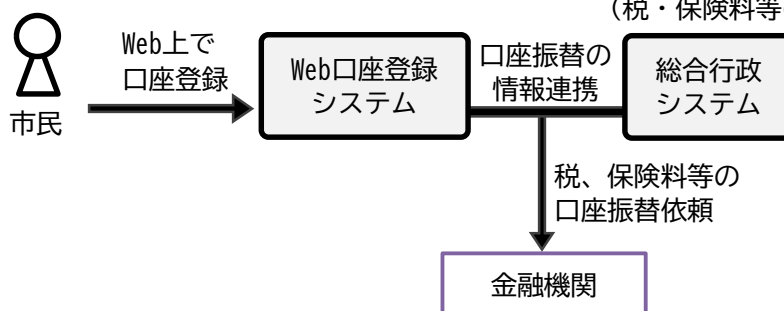 （税・保険料等
Web上で
口座登録
市民
Web口座登録
システム
口座振替の
情報連携
総合行政
システム
税、保険料等の
口座振替依頼
金融機関